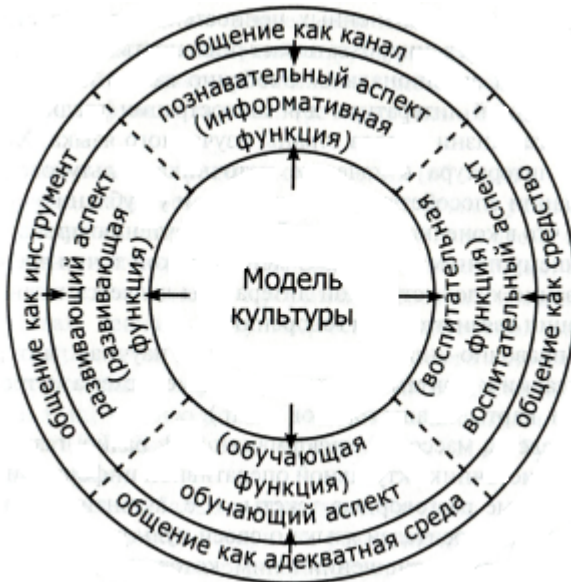 общение как канал
познавательный аспект
(информативная
функция)
общение как инструмент
развивающий аспект
(развивающая
функция)
Модель
культуры
(воспитательная
функция)
воспитательный аспект
общение как средство
(обучающая
функция)
обучающий аспект
общение как адекватная среда